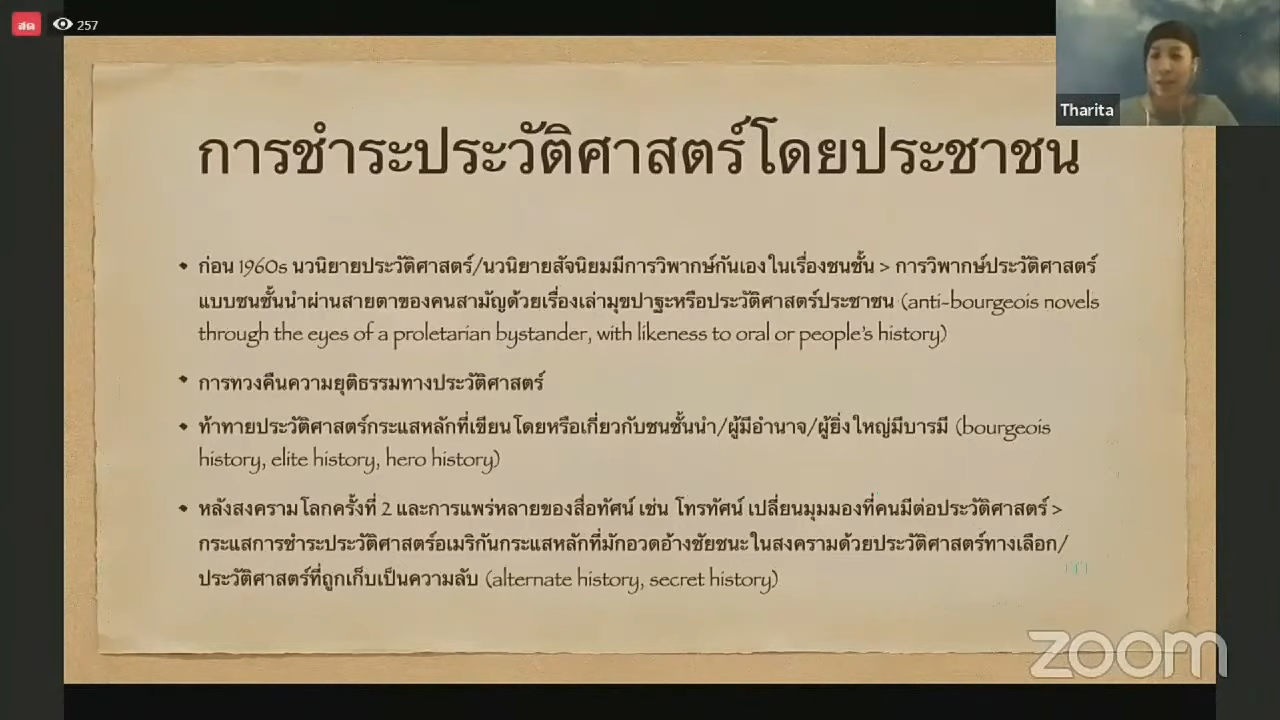 สด
257
Tharita
การชำระประวัติศาสตร์โดยประชาชน
• ก่อน 1960s นวนิยายประวัติศาสตร์/นวนิยายสัจนิยมมีการวิพากษ์กันเองในเรื่องชนชั้น > การวิพากษ์ประวัติศาสตร์
แบบชนชั้นนำผ่านสายตาของคนสามัญด้วยเรื่องเล่ามุขปาฐะหรือประวัติศาสตร์ประชาชน (anti-bourgeois novels
through the eyes of a proletarian bystander, with likeness to oral or people's history)
• การทวงคืนความยุติธรรมทางประวัติศาสตร์
• ท้าทายประวัติศาสตร์กระแสหลักที่เขียนโดยหรือเกี่ยวกับชนชั้นนำ/ผู้มีอำนาจ/ผู้ยิ่งใหญ่มีบารมี (bourgeois
history, elite history, hero history)
• หลังสงครามโลกครั้งที่ 2 และการแพร่หลายของสื่อทัศน์ เช่น โทรทัศน์ เปลี่ยนมุมมองที่คนมีต่อประวัติศาสตร์ >
กระแสการชำระประวัติศาสตร์อเมริกันกระแสหลักที่มักอวดอ้างชัยชนะในสงครามด้วยประวัติศาสตร์ทางเลือก/
ประวัติศาสตร์ที่ถูกเก็บเป็นความลับ (alternate history, secret history)
zoom